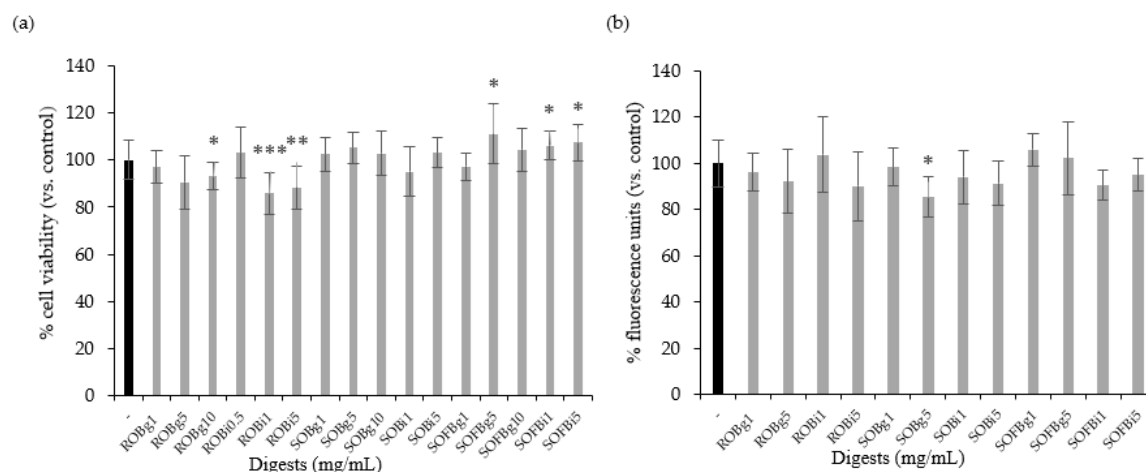 (a)
% cell viability (vs. control)
140
120
100
80
60
40
20
0
*
***
**
*
*
*
-
ROBg1
ROBg5
ROBg10
ROBi0.5
ROBi1
ROBi5
SOBg1
SOBg5
SOBg10
SOBi1
SOBi5
SOFBg1
SOFBg5
SOFBg10
SOFBi1
SOFBi5
Digests (mg/mL)
(b)
% fluorescence units (vs. control)
140
120
100
80
60
40
20
0
*
-
ROBg1
ROBg5
ROBi1
ROBi5
SOBg1
SOBg5
SOBi1
SOBi5
SOFBg1
SOFBg5
SOFBi1
SOFBi5
Digests (mg/mL)